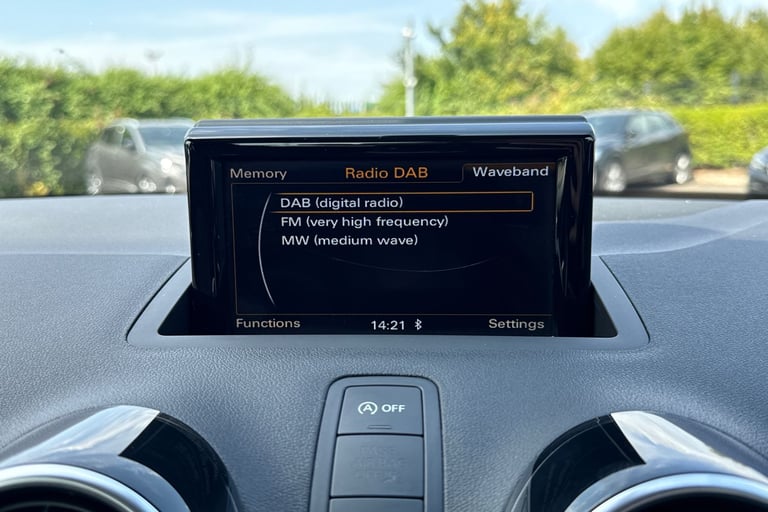 Memory Radio DAB Waveband
DAB (digital radio)
FM (very high frequency)
MW (medium wave)
Functions 14:21 Settings
A OFF